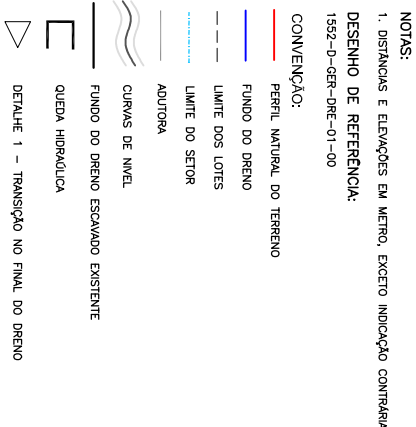 NOTAS:
1. DISTÂNCIAS E ELEVAÇÕES EM METRO, EXCETO INDICAÇÃO CONTRÁRIA
DESENHO DE REFERÊNCIA:
1552-D-GER-DRE-01-00
CONVENÇÃO:
PERFIL NATURAL DO TERRENO
FUNDO DO DRENO
LIMITE DOS LOTES
LIMITE DO SETOR
ADUTORA
CURVAS DE NIVEL
FUNDO DO DRENO ESCAVADO EXISTENTE
QUEDA HIDRAÚLICA
DETALHE 1 - TRANSIÇÃO NO FINAL DO DRENO